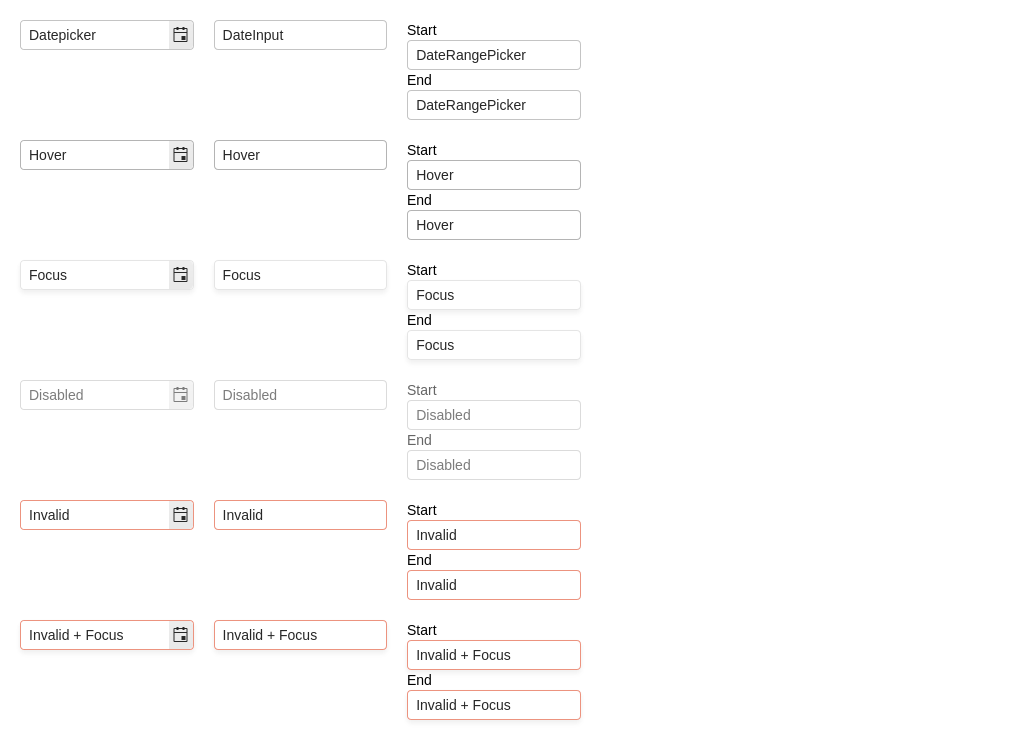 Datepicker
DateInput
Start
DateRangePicker
End
DateRangePicker
Hover
Hover
Start
Hover
End
Hover
Focus
Focus
Start
Focus
End
Focus
Disabled
Disabled
Start
Disabled
End
Disabled
Invalid
Invalid
Start
Invalid
End
Invalid
Invalid + Focus
Invalid + Focus
Start
Invalid + Focus
End
Invalid + Focus